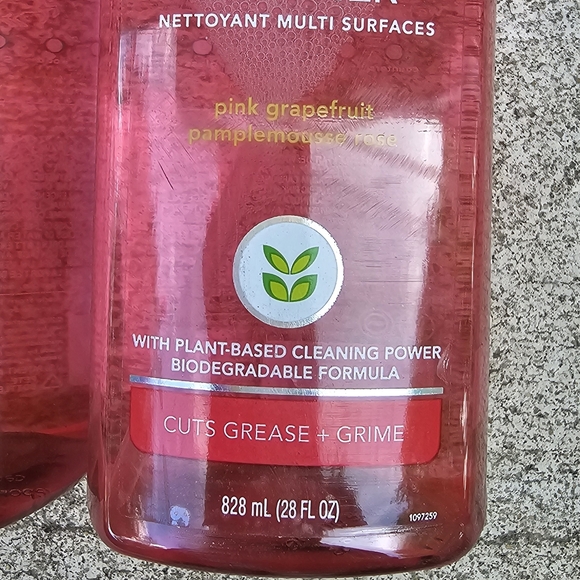 NETTOYANT MULTI SURFACES
pink grapefruit
pamplemousse rose
WITH PLANT-BASED CLEANING POWER
BIODEGRADABLE FORMULA
CUTS GREASE + GRIME
828 mL (28 FL OZ)
1097259